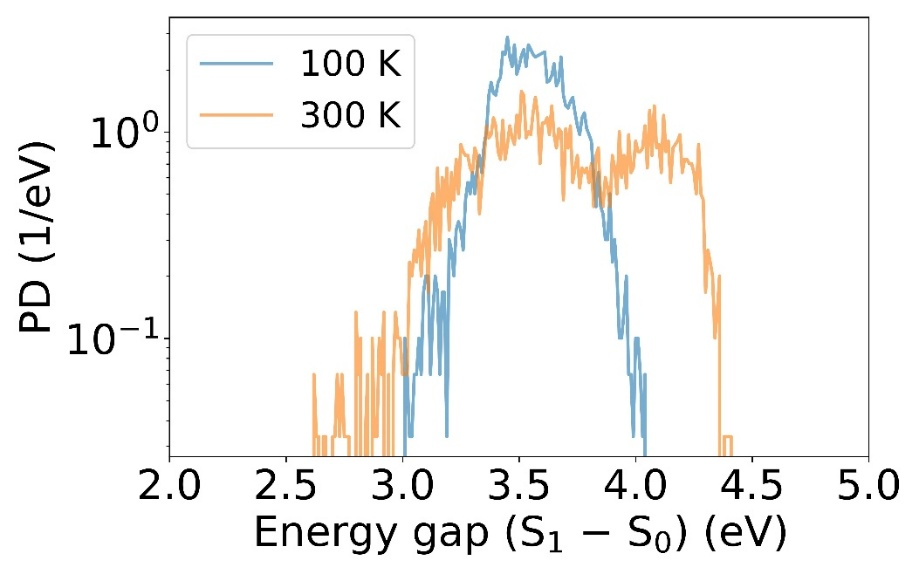 100 K
300 K
10⁰
10⁻¹
PD (1/eV)
2.0 2.5 3.0 3.5 4.0 4.5 5.0
Energy gap (S₁ − S₀) (eV)